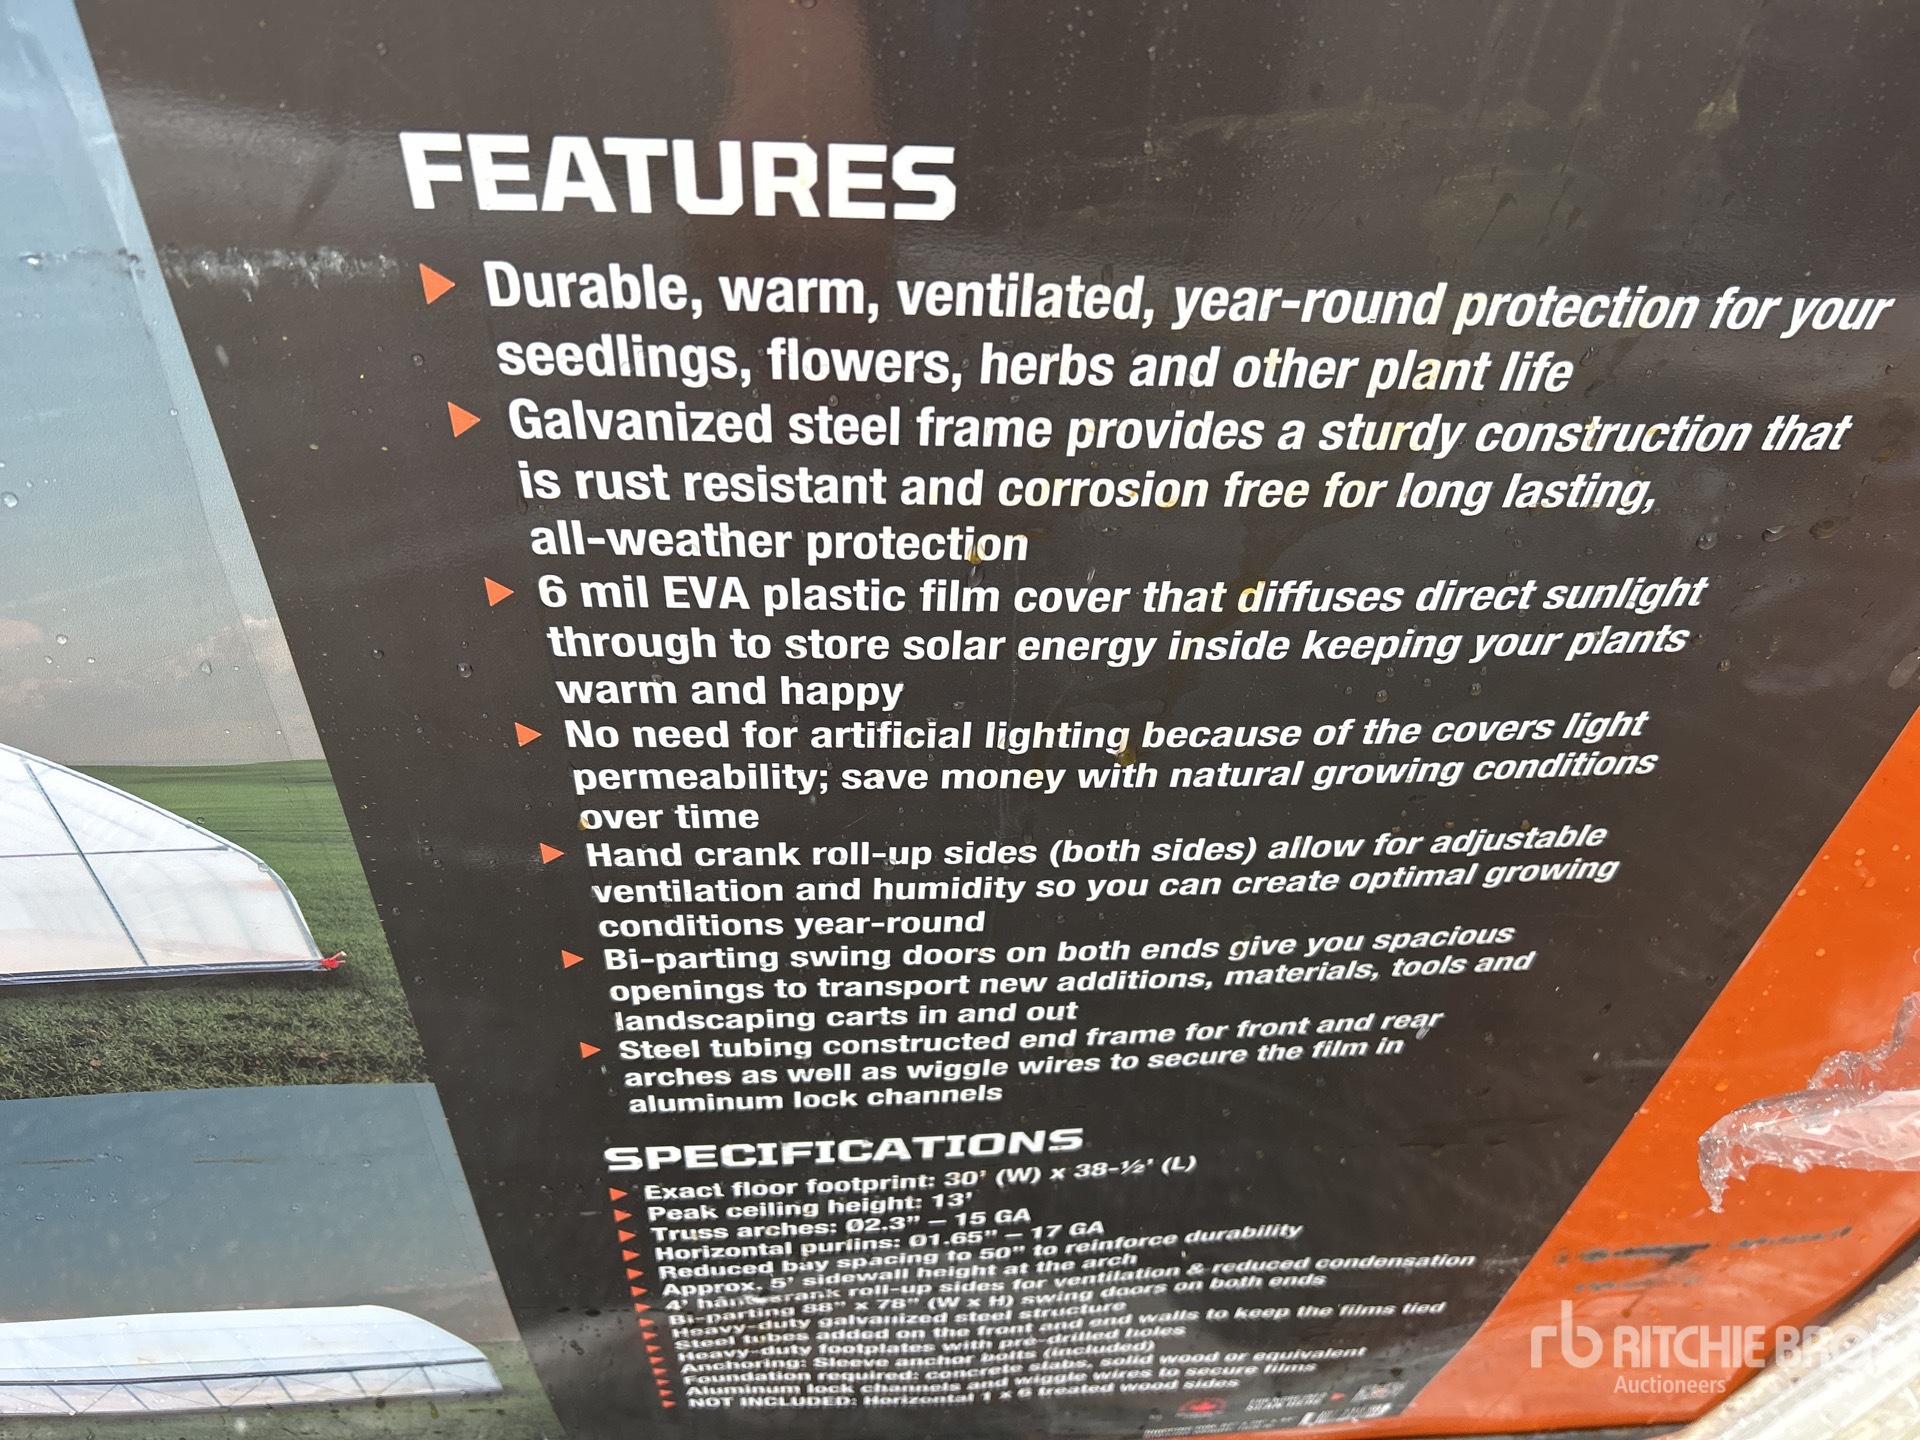 FEATURES
Durable, warm, ventilated, year-round protection for your
seedlings, flowers, herbs and other plant life
Galvanized steel frame provides a sturdy construction that
is rust resistant and corrosion free for long lasting,
all-weather protection
6 mil EVA plastic film cover that diffuses direct sunlight
through to store solar energy inside keeping your plants
warm and happy
No need for artificial lighting because of the covers light
permeability; save money with natural growing conditions
over time
Hand crank roll-up sides (both sides) allow for adjustable
ventilation and humidity so you can create optimal growing
conditions year-round
Bi-parting swing doors on both ends give you spacious
openings to transport new additions, materials, tools and
landscaping carts in and out
Steel tubing constructed end frame for front and rear
arches as well as wiggle wires to secure the film in
aluminum lock channels
SPECIFICATIONS
Exact floor footprint: 30' (W) x 38-½' (L)
Peak ceiling height: 13'
Truss arches: Ø2.3" – 15 GA
Horizontal purlins: Ø1.65" – 17 GA
Reduced bay spacing to 50" to reinforce durability
Approx. 5' sidewall height at the arch
4' hand crank roll-up sides for ventilation & reduced condensation
Bi-parting 88" x 78" (W x H) swing doors on both ends
Heavy-duty galvanized steel structure
Steel tubes added on the front and end walls to keep the films tied
Heavy-duty footplates with pre-drilled holes
Anchoring: Sleeve anchor bolts (included)
Foundation required: concrete slabs, solid wood or equivalent
Aluminum lock channels and wiggle wires to secure films
NOT INCLUDED: Horizontal 1 x 6 treated wood sides
rb RITCHIE BRO
Auctioneers